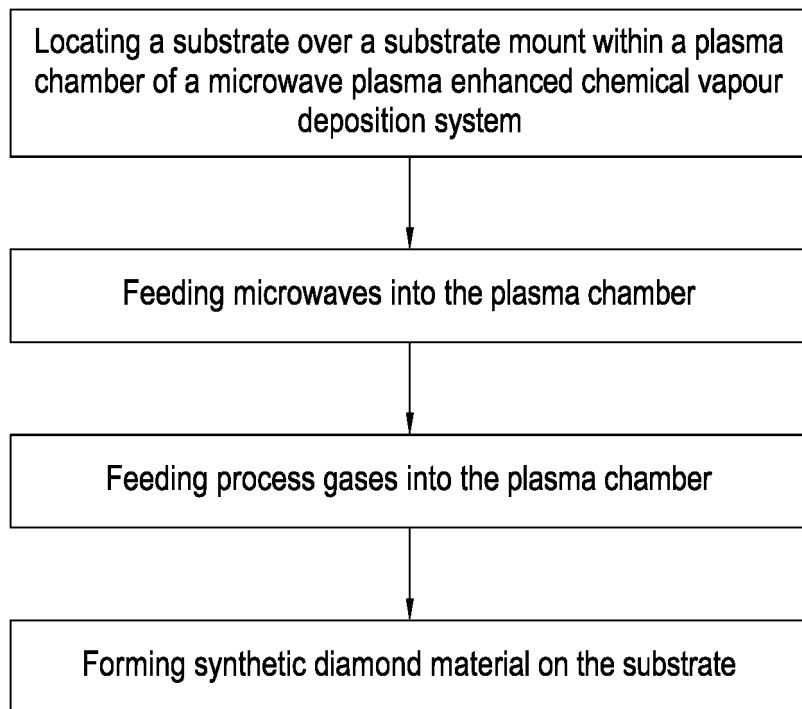 Locating a substrate over a substrate mount within a plasma
chamber of a microwave plasma enhanced chemical vapour
deposition system
Feeding microwaves into the plasma chamber
Feeding process gases into the plasma chamber
Forming synthetic diamond material on the substrate